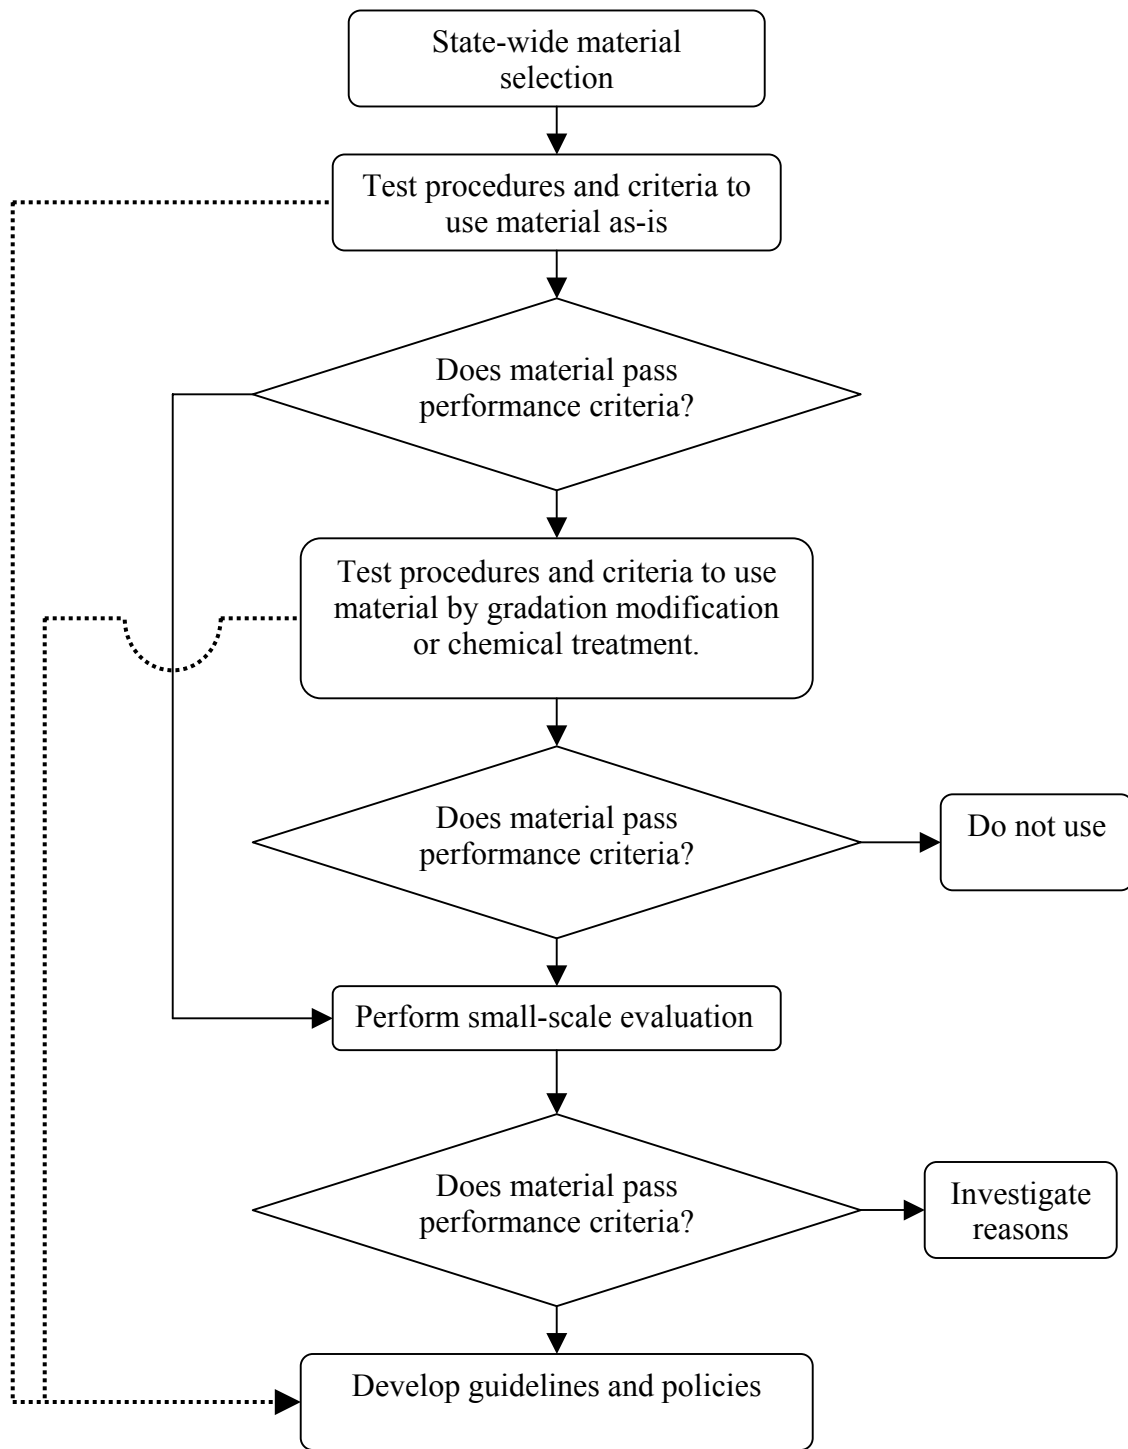 State-wide material
selection
Test procedures and criteria to
use material as-is
Does material pass
performance criteria?
Test procedures and criteria to use
material by gradation modification
or chemical treatment.
Does material pass
performance criteria?
Do not use
Perform small-scale evaluation
Does material pass
performance criteria?
Investigate
reasons
Develop guidelines and policies